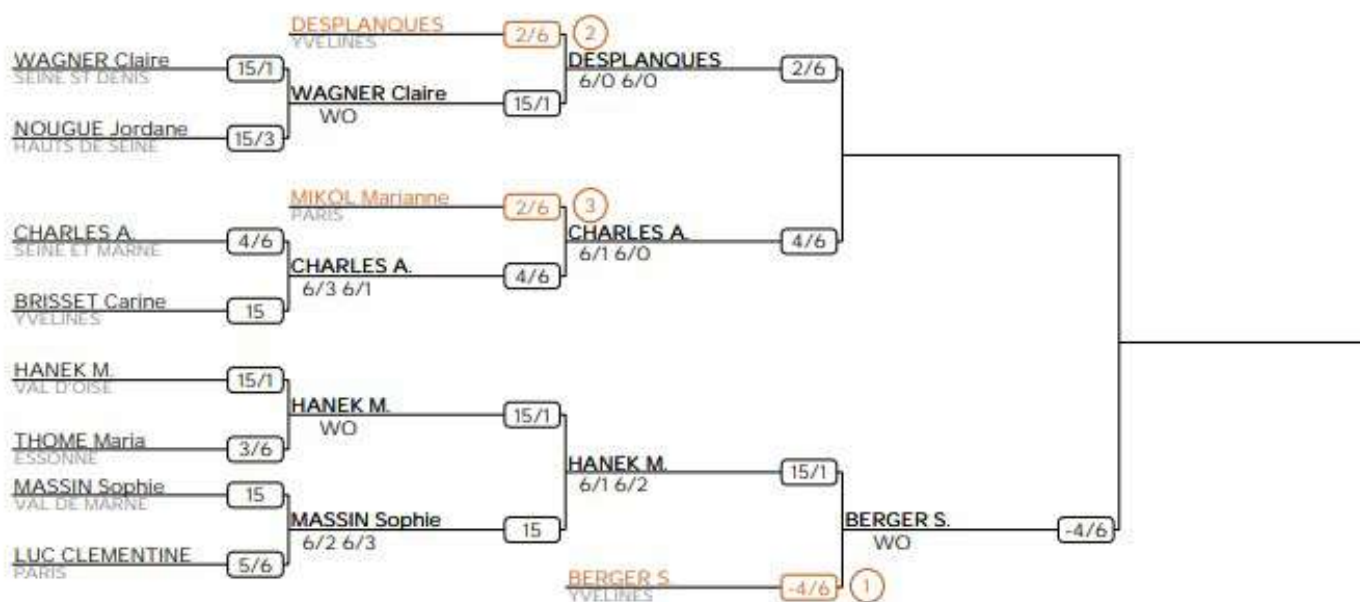 DESPLANQUES 2/6 2
YVELINES
WAGNER Claire 15/1
SEINE ST DENIS
DESPLANQUES 2/6
6/0 6/0
WAGNER Claire 15/1
WO
NOUGUE Jordane 15/3
HAUTS DE SEINE
MIKOL Marianne 2/6 3
PARIS
CHARLES A. 4/6
SEINE ET MARNE
CHARLES A. 4/6
6/1 6/0
CHARLES A. 4/6
6/3 6/1
BRISSET Carine 15
YVELINES
HANEK M. 15/1
VAL D'OISE
HANEK M. 15/1
WO
THOME Maria 3/6
ESSONNE
HANEK M. 15/1
6/1 6/2
MASSIN Sophie 15
VAL DE MARNE
MASSIN Sophie 15
6/2 6/3
BERGER S. -4/6
WO
LUC CLEMENTINE 5/6
PARIS
BERGER S. -4/6 1
YVELINES